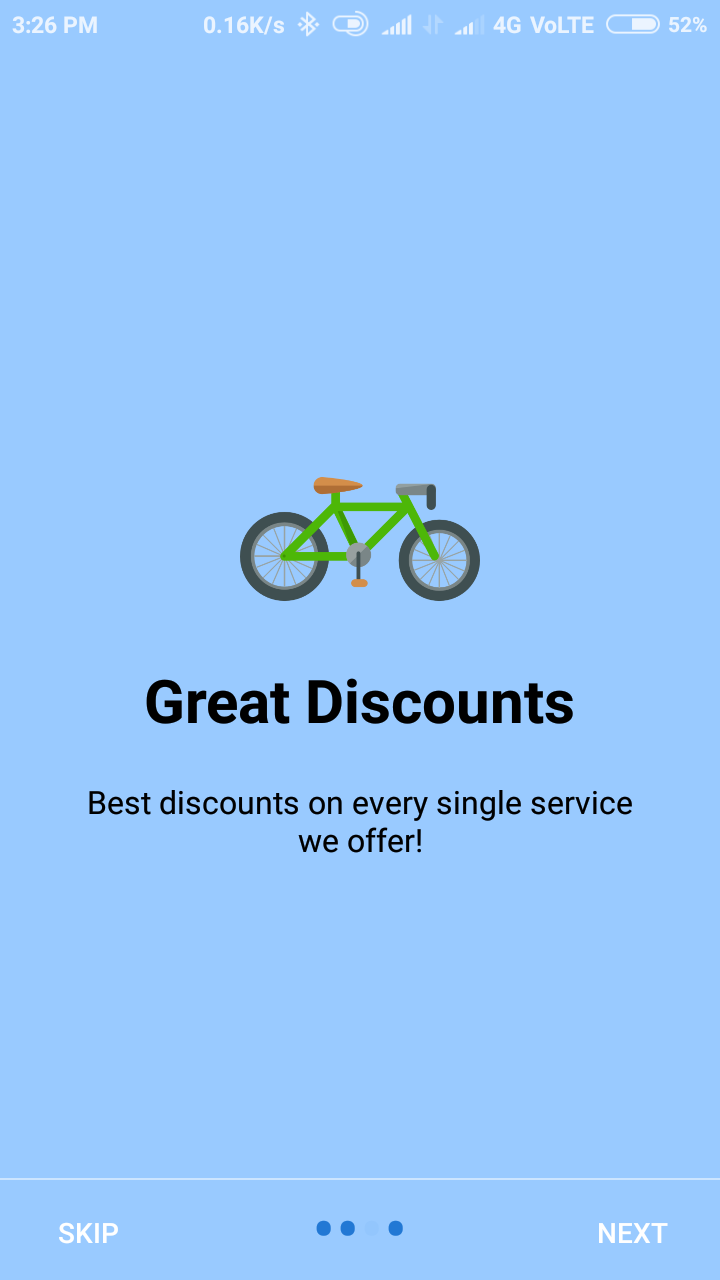 3:26 PM 0.16K/s 4G VoLTE 52%
Great Discounts
Best discounts on every single service
we offer!
SKIP NEXT